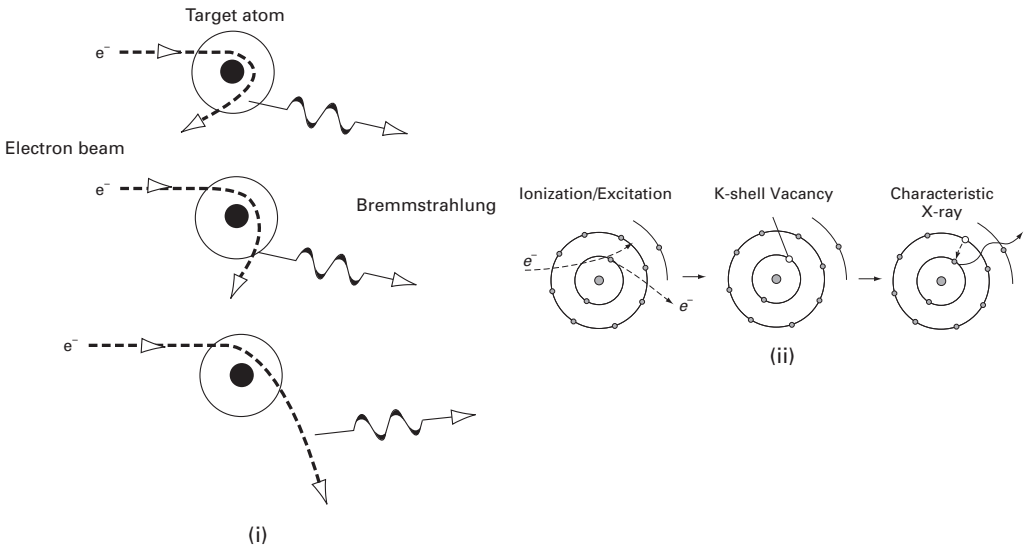 Target atom
e⁻
Electron beam
e⁻
Bremmstrahlung
e⁻
(i)
Ionization/Excitation
K-shell Vacancy
Characteristic
X-ray
e⁻
e⁻
(ii)